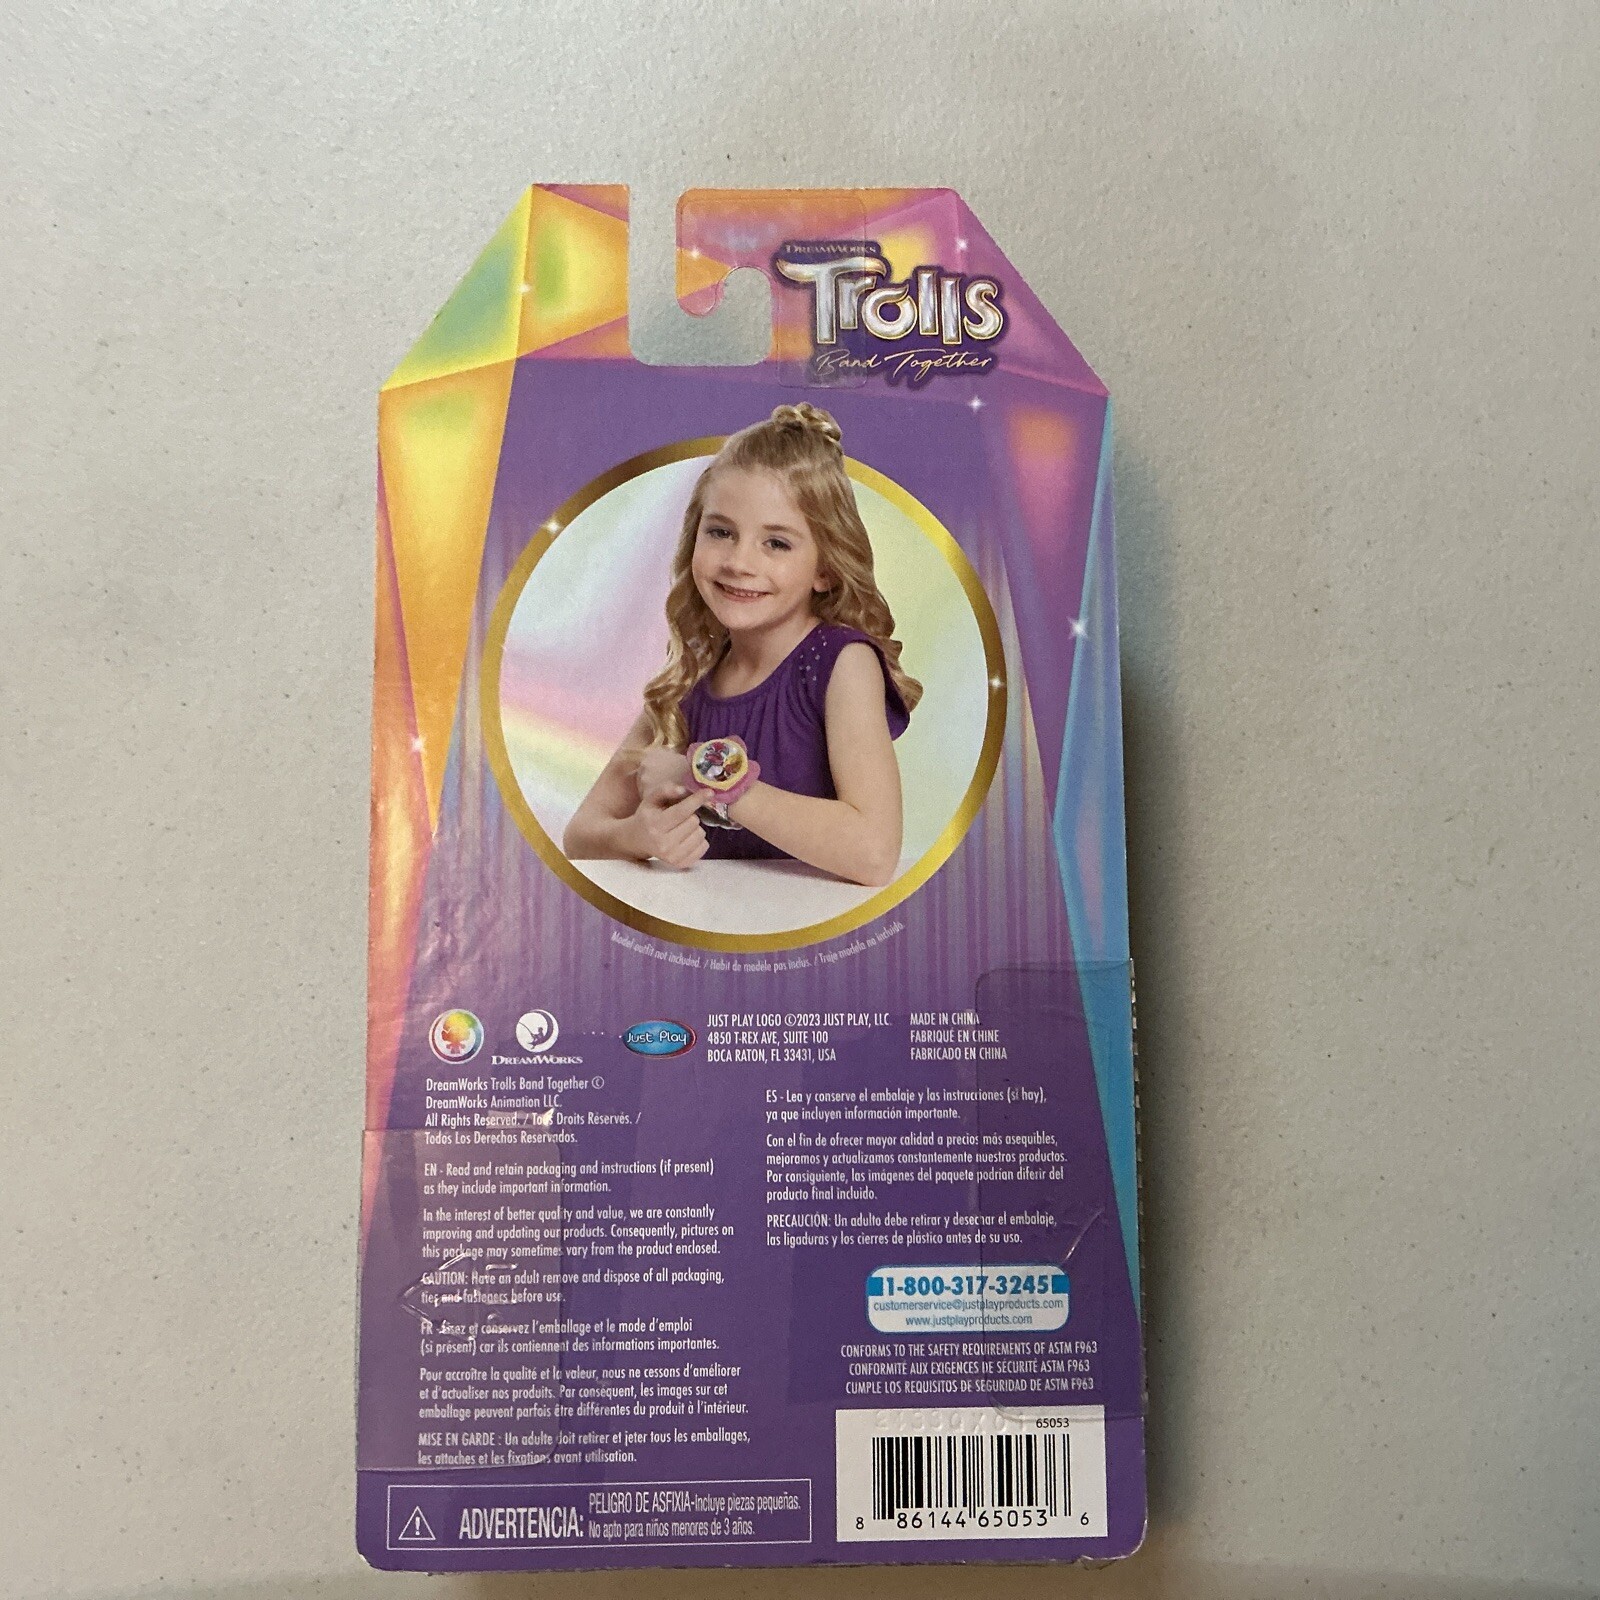 DREAMWORKS
Trolls
Band Together
Model outfit not included. / Habit de modèle pas inclus. / Traje modelo no incluido.
DREAMWORKS
Just Play
JUST PLAY LOGO ©2023 JUST PLAY, LLC.
4850 T-REX AVE, SUITE 100
BOCA RATON, FL 33431, USA
MADE IN CHINA
FABRIQUÉ EN CHINE
FABRICADO EN CHINA
DreamWorks Trolls Band Together ©
DreamWorks Animation LLC.
All Rights Reserved. / Tous Droits Réservés. /
Todos Los Derechos Reservados.
EN - Read and retain packaging and instructions (if present)
as they include important information.
In the interest of better quality and value, we are constantly
improving and updating our products. Consequently, pictures on
this package may sometimes vary from the product enclosed.
CAUTION: Have an adult remove and dispose of all packaging,
ties and fasteners before use.
FR - Lisez et conservez l'emballage et le mode d'emploi
(si présent) car ils contiennent des informations importantes.
Pour accroître la qualité et la valeur, nous ne cessons d'améliorer
et d'actualiser nos produits. Par conséquent, les images sur cet
emballage peuvent parfois être différentes du produit à l'intérieur.
MISE EN GARDE : Un adulte doit retirer et jeter tous les emballages,
les attaches et les fixations avant utilisation.
ES - Lea y conserve el embalaje y las instrucciones (si hay),
ya que incluyen información importante.
Con el fin de ofrecer mayor calidad a precios más asequibles,
mejoramos y actualizamos constantemente nuestros productos.
Por consiguiente, las imágenes del paquete podrían diferir del
producto final incluido.
PRECAUCIÓN: Un adulto debe retirar y desechar el embalaje,
las ligaduras y los cierres de plástico antes de su uso.
1-800-317-3245
customerservice@justplayproducts.com
www.justplayproducts.com
CONFORMS TO THE SAFETY REQUIREMENTS OF ASTM F963
CONFORMITÉ AUX EXIGENCES DE SÉCURITÉ ASTM F963
CUMPLE LOS REQUISITOS DE SEGURIDAD DE ASTM F963
65053
8 86144 65053 6
ADVERTENCIA: PELIGRO DE ASFIXIA-Incluye piezas pequeñas.
No apto para niños menores de 3 años.